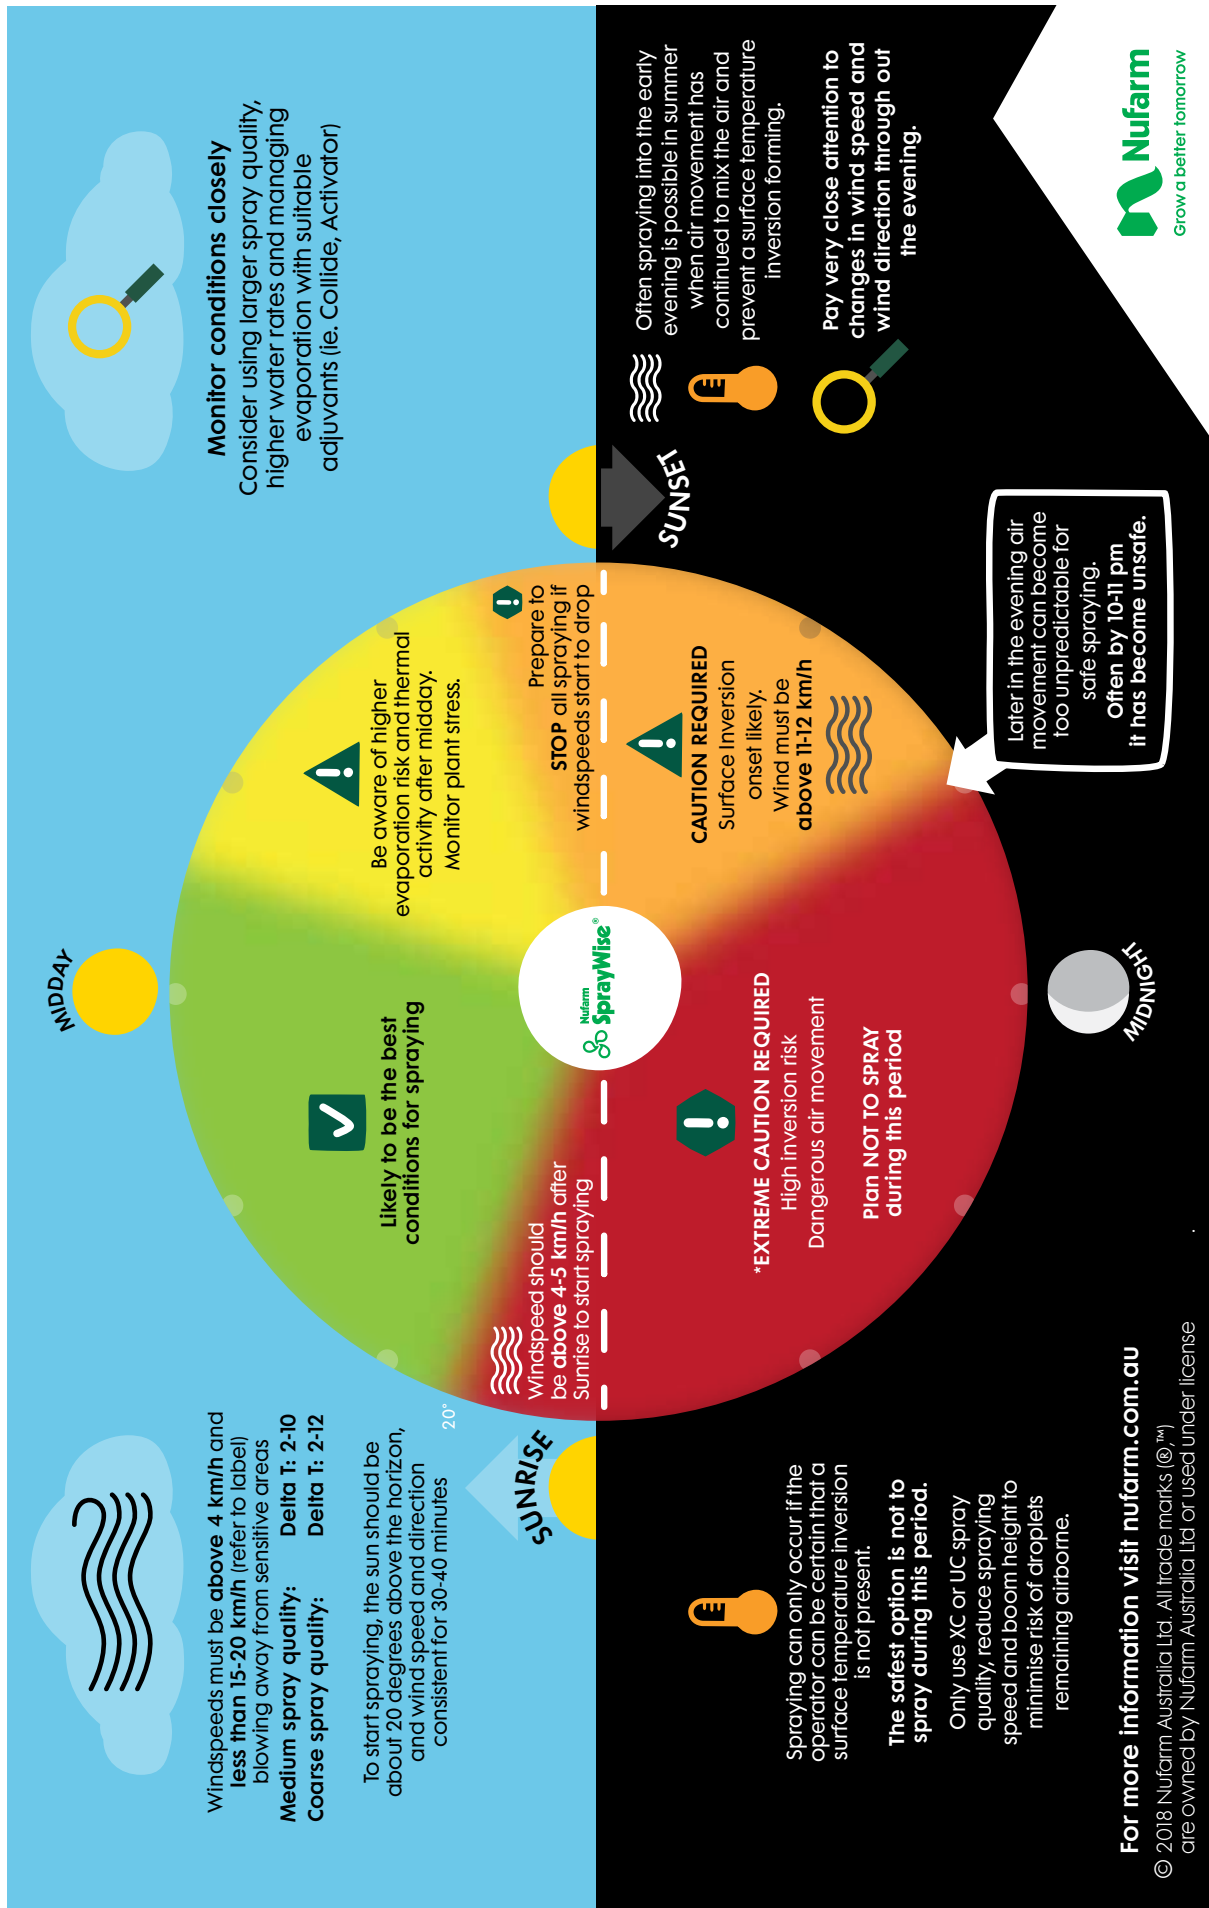 MIDDAY
Windspeeds must be above 4 km/h and
less than 15-20 km/h (refer to label)
blowing away from sensitive areas
Medium spray quality: Delta T: 2-10
Coarse spray quality: Delta T: 2-12
To start spraying, the sun should be
about 20 degrees above the horizon,
and wind speed and direction
consistent for 30-40 minutes
20°
SUNRISE
Likely to be the best
conditions for spraying
Windspeed should
be above 4-5 km/h after
Sunrise to start spraying
Be aware of higher
evaporation risk and thermal
activity after midday.
Monitor plant stress.
Prepare to
STOP all spraying if
windspeeds start to drop
Monitor conditions closely
Consider using larger spray quality,
higher water rates and managing
evaporation with suitable
adjuvants (ie. Collide, Activator)
Nufarm
SprayWise®
SUNSET
Spraying can only occur if the
operator can be certain that a
surface temperature inversion
is not present.
The safest option is not to
spray during this period.
Only use XC or UC spray
quality, reduce spraying
speed and boom height to
minimise risk of droplets
remaining airborne.
*EXTREME CAUTION REQUIRED
High inversion risk
Dangerous air movement
Plan NOT TO SPRAY
during this period
CAUTION REQUIRED
Surface Inversion
onset likely.
Wind must be
above 11-12 km/h
Often spraying into the early
evening is possible in summer
when air movement has
continued to mix the air and
prevent a surface temperature
inversion forming.
Pay very close attention to
changes in wind speed and
wind direction through out
the evening.
Later in the evening air
movement can become
too unpredictable for
safe spraying.
Often by 10-11 pm
it has become unsafe.
MIDNIGHT
For more information visit nufarm.com.au
© 2018 Nufarm Australia Ltd. All trade marks (®,™)
are owned by Nufarm Australia Ltd or used under license
.
Nufarm
Grow a better tomorrow